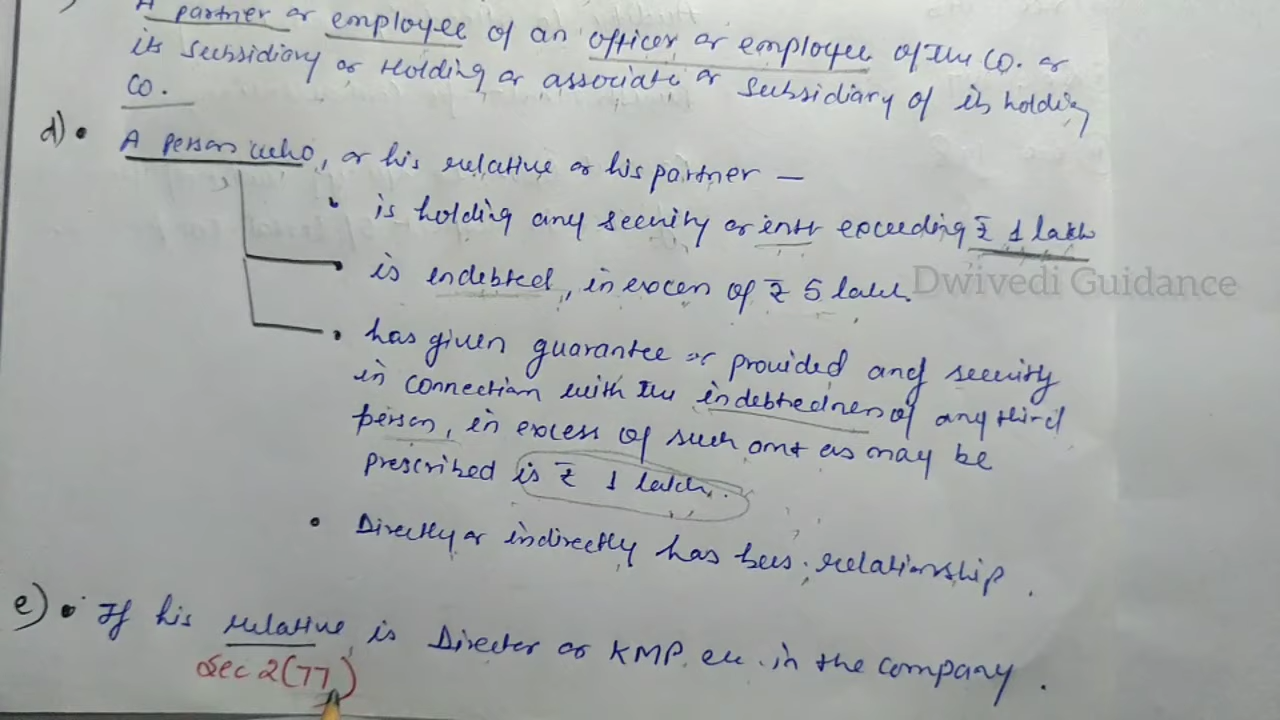 A partner or employee of an officer or employee of the Co. or
its Subsidiary or Holding or associate or Subsidiary of its holding
Co.
d) • A person who, or his relative or his partner —
• is holding any security or intt exceeding ₹ 1 lakh
• is indebted, in excess of ₹ 5 lakh.
Dwivedi Guidance
• has given guarantee or provided any security
in connection with the indebtedness of any third
person, in excess of such amt as may be
prescribed is ₹ 1 lakh.
• Directly or indirectly has bus. relationship.
e) • If his relative is Director or KMP etc. in the company.
Sec 2(77)